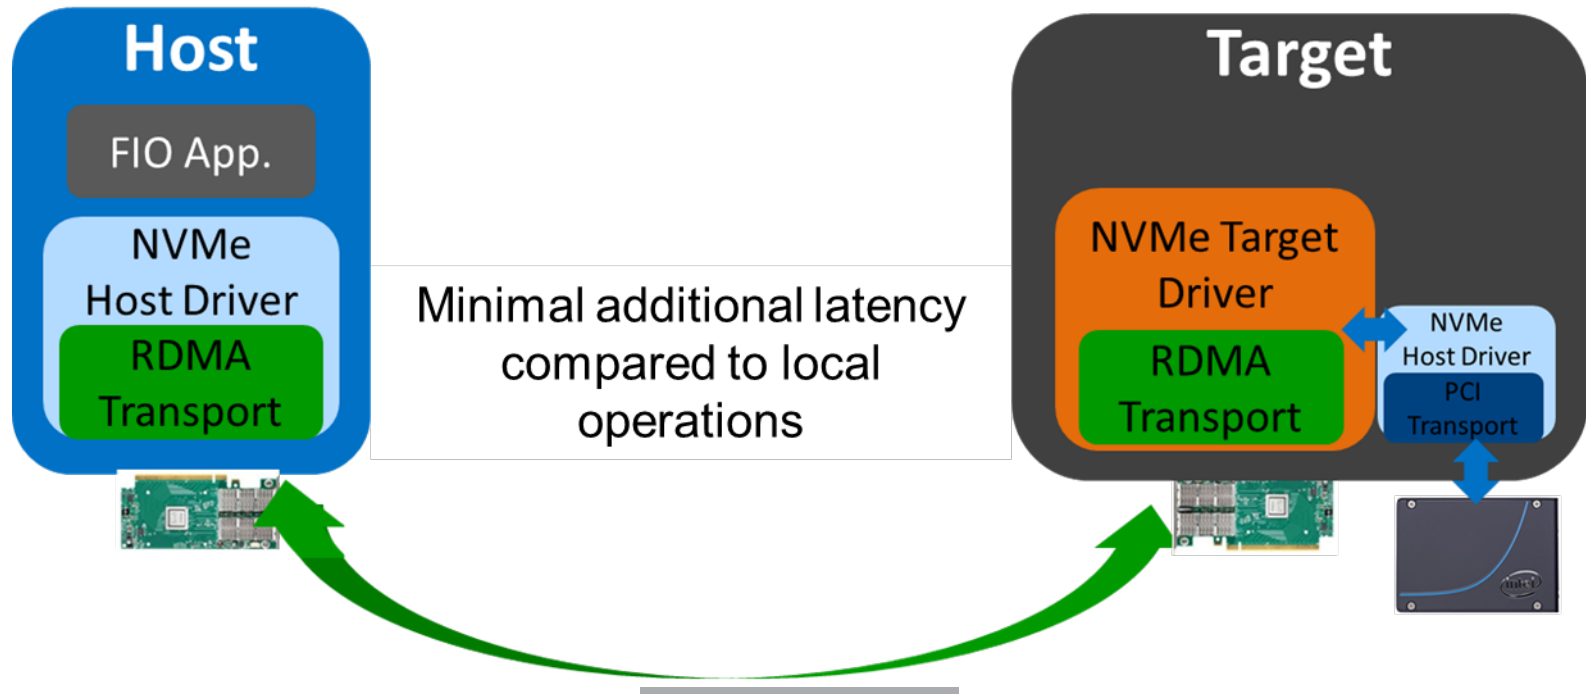 Host
FIO App.
NVMe
Host Driver
RDMA
Transport
Minimal additional latency
compared to local
operations
Target
NVMe Target
Driver
RDMA
Transport
NVMe
Host Driver
PCI
Transport
intel